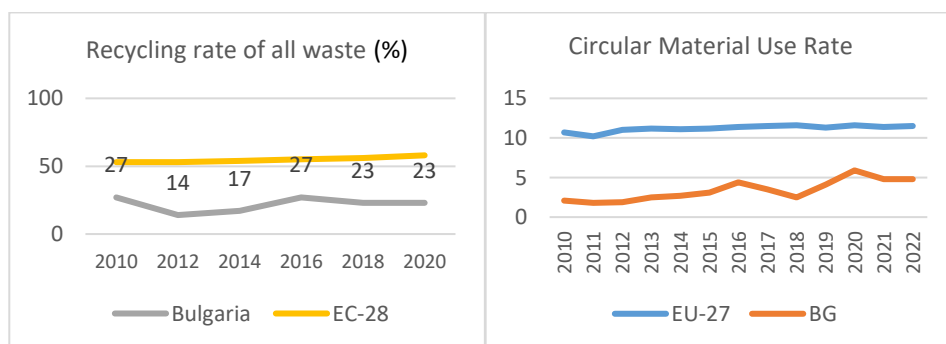 Recycling rate of all waste (%)
100
50
0
27
14
17
27
23
23
2010 2012 2014 2016 2018 2020
Bulgaria EC-28
Circular Material Use Rate
15
10
5
0
2010 2011 2012 2013 2014 2015 2016 2017 2018 2019 2020 2021 2022
EU-27 BG